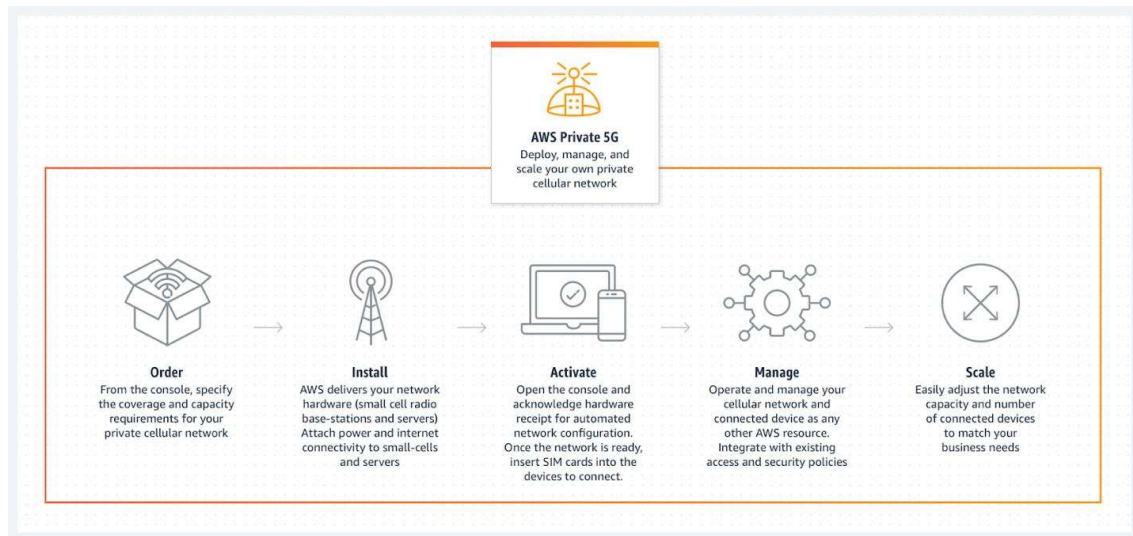 AWS Private 5G
Deploy, manage, and
scale your own private
cellular network
Order
From the console, specify
the coverage and capacity
requirements for your
private cellular network
Install
AWS delivers your network
hardware (small cell radio
base-stations and servers)
Attach power and internet
connectivity to small-cells
and servers
Activate
Open the console and
acknowledge hardware
receipt for automated
network configuration.
Once the network is ready,
insert SIM cards into the
devices to connect.
Manage
Operate and manage your
cellular network and
connected device as any
other AWS resource.
Integrate with existing
access and security policies
Scale
Easily adjust the network
capacity and number
of connected devices
to match your
business needs